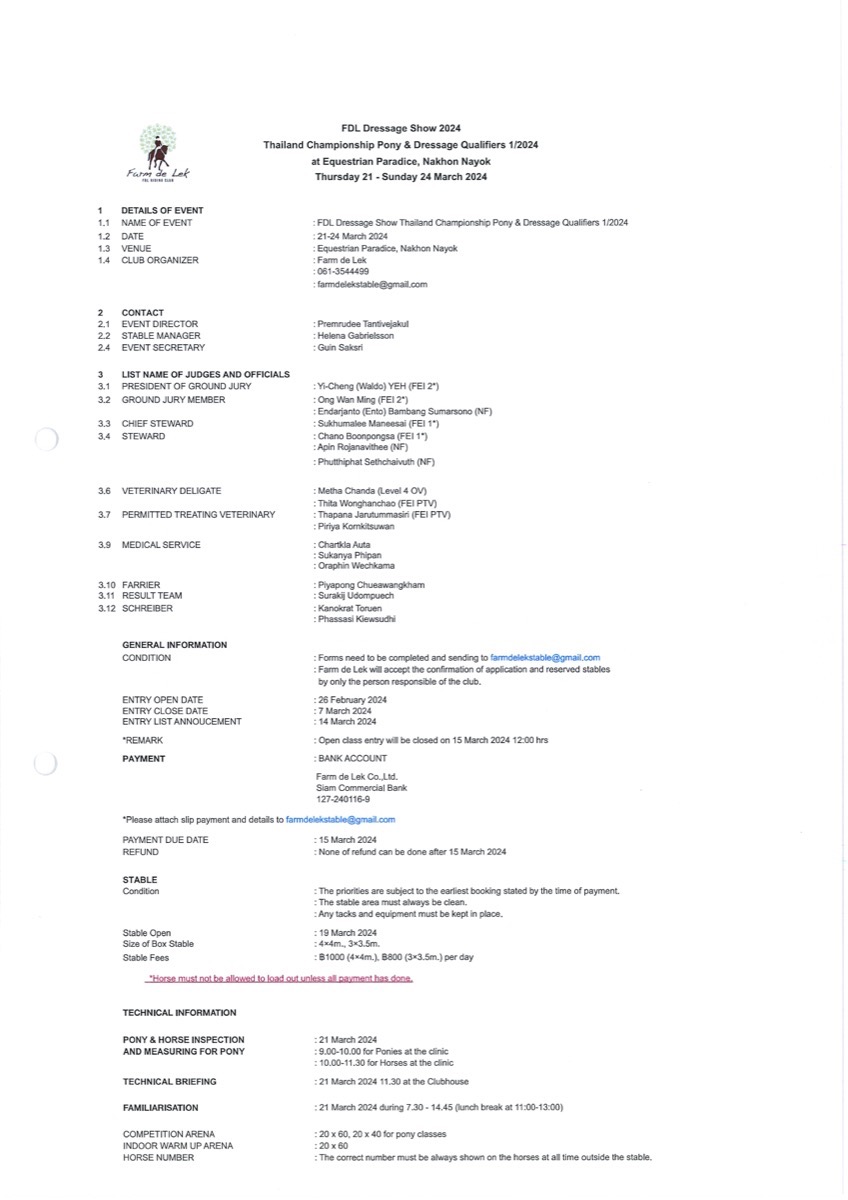 FDL Dressage Show 2024
Thailand Championship Pony & Dressage Qualifiers 1/2024
at Equestrian Paradice, Nakhon Nayok
Thursday 21 - Sunday 24 March 2024
Farm de Lek
FDL RIDING CLUB
1 DETAILS OF EVENT
1.1 NAME OF EVENT : FDL Dressage Show Thailand Championship Pony & Dressage Qualifiers 1/2024
1.2 DATE : 21-24 March 2024
1.3 VENUE : Equestrian Paradice, Nakhon Nayok
1.4 CLUB ORGANIZER : Farm de Lek
: 061-3544499
: farmdelekstable@gmail.com
2 CONTACT
2.1 EVENT DIRECTOR : Premrudee Tantivejakul
2.2 STABLE MANAGER : Helena Gabrielsson
2.4 EVENT SECRETARY : Guin Saksri
3 LIST NAME OF JUDGES AND OFFICIALS
3.1 PRESIDENT OF GROUND JURY : Yi-Cheng (Waldo) YEH (FEI 2*)
3.2 GROUND JURY MEMBER : Ong Wan Ming (FEI 2*)
: Endarjanto (Ento) Bambang Sumarsono (NF)
3.3 CHIEF STEWARD : Sukhumalee Maneesai (FEI 1*)
3.4 STEWARD : Chano Boonpongsa (FEI 1*)
: Apin Rojanavithee (NF)
: Phutthiphat Sethchaivuth (NF)
3.6 VETERINARY DELIGATE : Metha Chanda (Level 4 OV)
: Thita Wonghanchao (FEI PTV)
3.7 PERMITTED TREATING VETERINARY : Thapana Jarutummasiri (FEI PTV)
: Piriya Kornkitsuwan
3.9 MEDICAL SERVICE : Chartkla Auta
: Sukanya Phipan
: Oraphin Wechkama
3.10 FARRIER : Piyapong Chueawangkham
3.11 RESULT TEAM : Surakij Udompuech
3.12 SCHREIBER : Kanokrat Toruen
: Phassasi Kiewsudhi
GENERAL INFORMATION
CONDITION : Forms need to be completed and sending to farmdelekstable@gmail.com
: Farm de Lek will accept the confirmation of application and reserved stables
by only the person responsible of the club.
ENTRY OPEN DATE : 26 February 2024
ENTRY CLOSE DATE : 7 March 2024
ENTRY LIST ANNOUCEMENT : 14 March 2024
*REMARK : Open class entry will be closed on 15 March 2024 12:00 hrs
PAYMENT : BANK ACCOUNT
Farm de Lek Co.,Ltd.
Siam Commercial Bank
127-240116-9
*Please attach slip payment and details to farmdelekstable@gmail.com
PAYMENT DUE DATE : 15 March 2024
REFUND : None of refund can be done after 15 March 2024
STABLE
Condition : The priorities are subject to the earliest booking stated by the time of payment.
: The stable area must always be clean.
: Any tacks and equipment must be kept in place.
Stable Open : 19 March 2024
Size of Box Stable : 4×4m., 3×3.5m.
Stable Fees : ฿1000 (4×4m.), ฿800 (3×3.5m.) per day
*Horse must not be allowed to load out unless all payment has done.
TECHNICAL INFORMATION
PONY & HORSE INSPECTION : 21 March 2024
AND MEASURING FOR PONY : 9.00-10.00 for Ponies at the clinic
: 10.00-11.30 for Horses at the clinic
TECHNICAL BRIEFING : 21 March 2024 11.30 at the Clubhouse
FAMILIARISATION : 21 March 2024 during 7.30 - 14.45 (lunch break at 11:00-13:00)
COMPETITION ARENA : 20 x 60, 20 x 40 for pony classes
INDOOR WARM UP ARENA : 20 x 60
HORSE NUMBER : The correct number must be always shown on the horses at all time outside the stable.